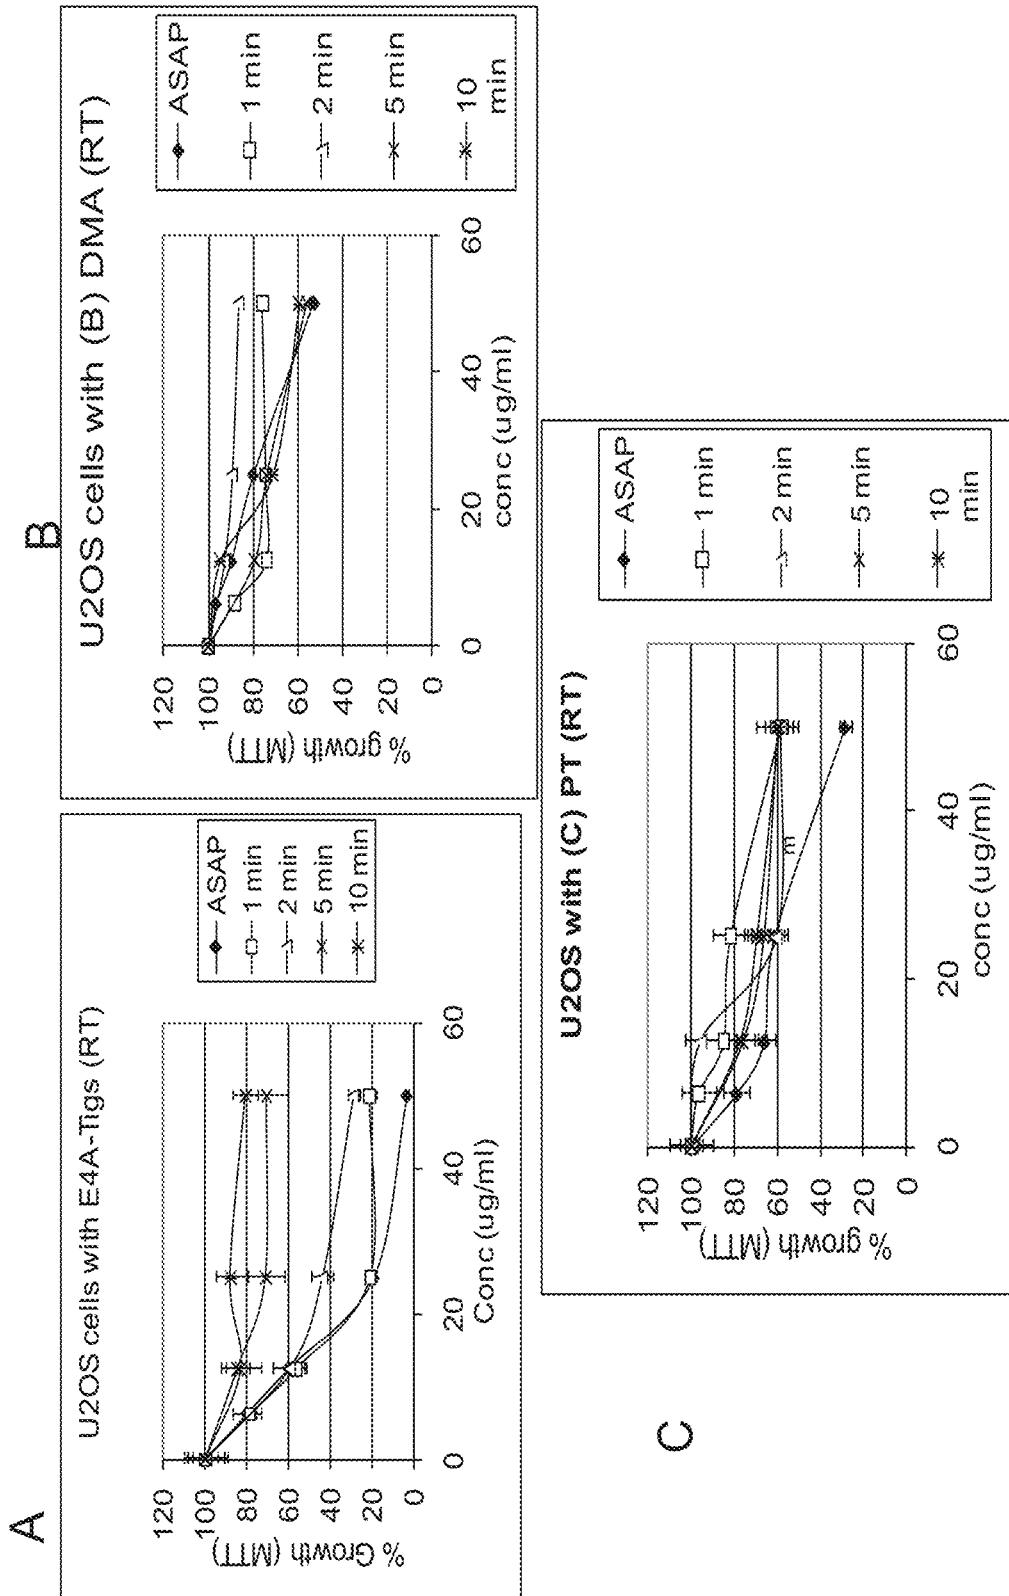 A
U2OS cells with E4A-Tigs (RT)
% Growth (MTT)
120
100
80
60
40
20
0
0
20
40
60
Conc (ug/ml)
ASAP
1 min
2 min
5 min
10 min
B
U2OS cells with (B) DMA (RT)
% growth (MTT)
120
100
80
60
40
20
0
0
20
40
60
conc (ug/ml)
ASAP
1 min
2 min
5 min
10
min
C
U2OS with (C) PT (RT)
% growth (MTT)
120
100
80
60
40
20
0
0
20
40
60
m
conc (ug/ml)
ASAP
1 min
2 min
5 min
10
min